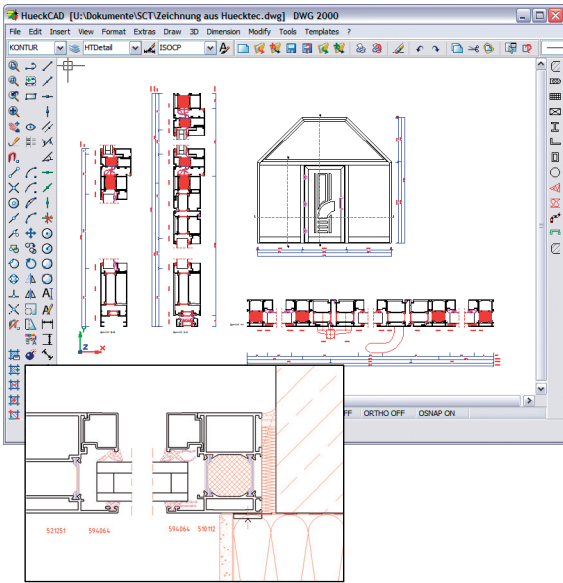 HueckCAD [U:\Dokumente\SCT\Zeichnung aus Huecktec.dwg] DWG 2000
File Edit Insert View Format Extras Draw 3D Dimension Modify Tools Templates ?
KONTUR HTDetail ISOCP
Z X
FF ORTHO OFF OSNAP ON
521251 594064 594064 510112